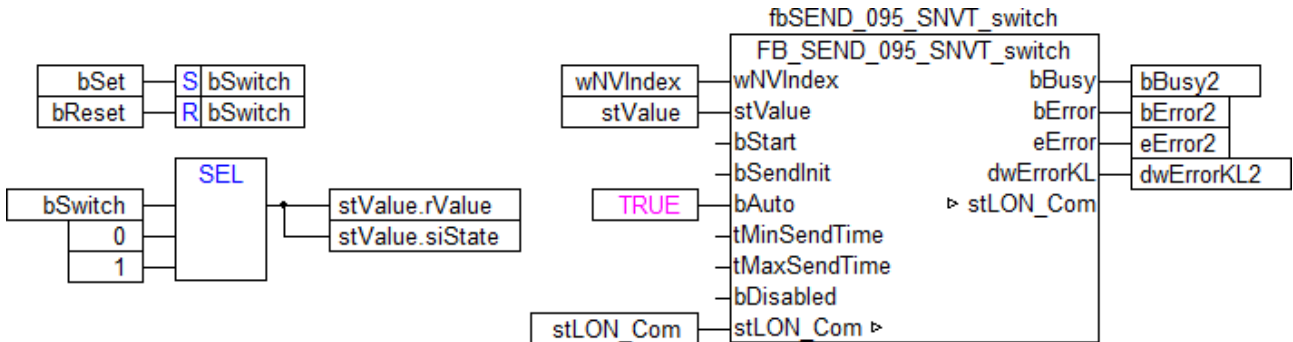 bSet S bSwitch
bReset R bSwitch
SEL
bSwitch
0
1
stValue.rValue
stValue.siState
fbSEND_095_SNVT_switch
FB_SEND_095_SNVT_switch
wNVIndex wNVIndex bBusy bBusy2
stValue stValue bError bError2
bStart eError eError2
bSendInit dwErrorKL dwErrorKL2
TRUE bAuto ▹ stLON_Com
tMinSendTime
tMaxSendTime
bDisabled
stLON_Com stLON_Com ▹